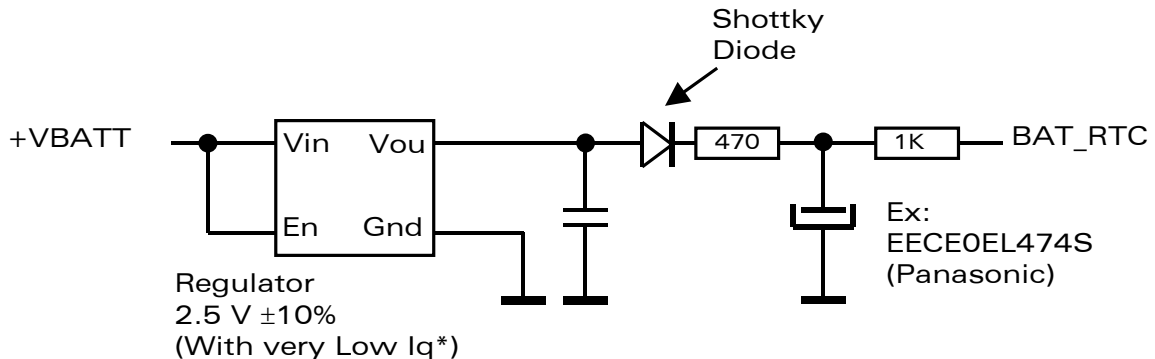 Shottky
Diode
+VBATT
Vin
Vou
470
1K
BAT_RTC
En
Gnd
Ex:
EECE0EL474S
(Panasonic)
Regulator
2.5 V ±10%
(With very Low Iq*)